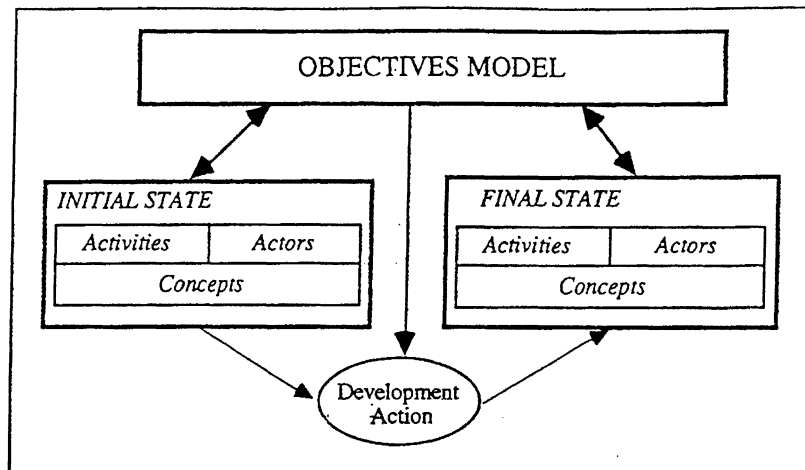 OBJECTIVES MODEL
INITIAL STATE
Activities
Actors
Concepts
FINAL STATE
Activities
Actors
Concepts
Development
Action